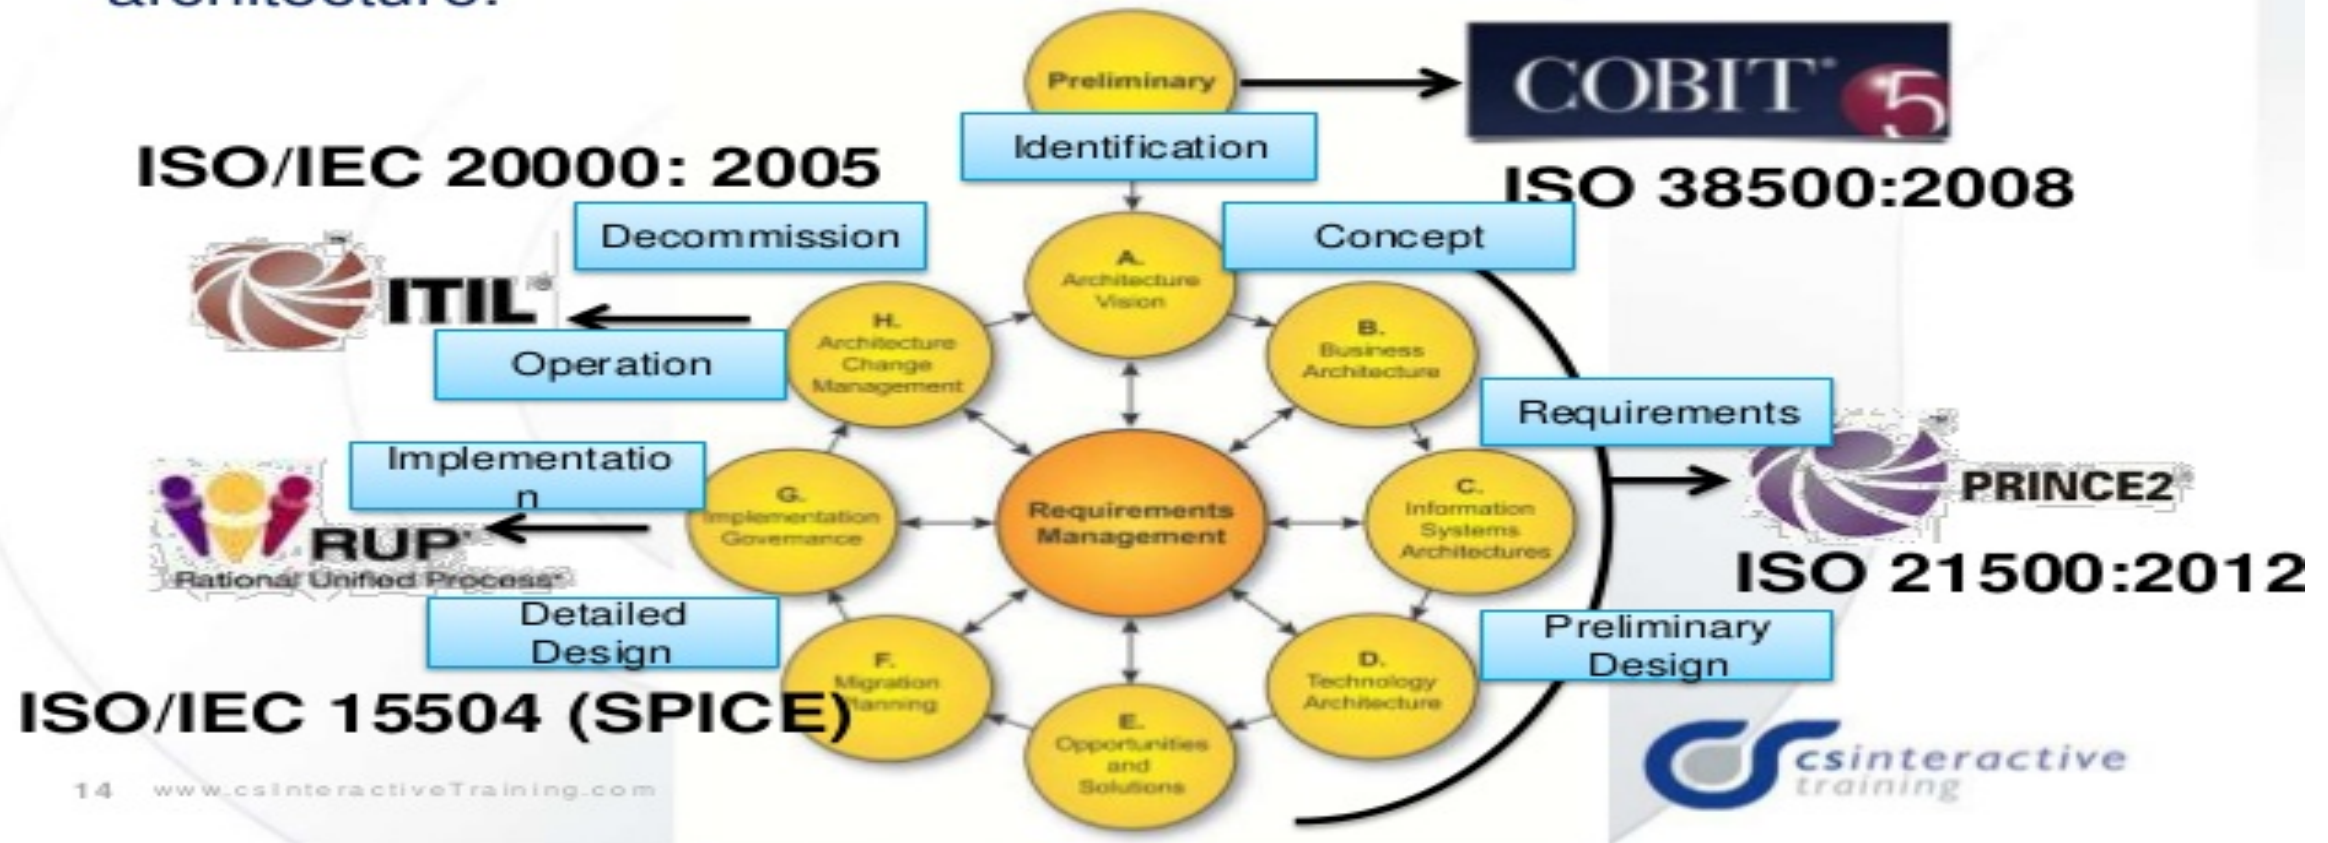 architecture.
Preliminary
COBIT® 5
Identification
ISO/IEC 20000: 2005
ISO 38500:2008
Decommission
Concept
A.
Architecture
Vision
ITIL®
H.
Architecture
Change
Management
B.
Business
Architecture
Operation
Requirements
Implementatio
n
G.
Implementation
Governance
Requirements
Management
C.
Information
Systems
Architectures
PRINCE2
RUP
Rational Unified Process
ISO 21500:2012
Detailed
Design
Preliminary
Design
F.
Migration
Planning
D.
Technology
Architecture
ISO/IEC 15504 (SPICE)
E.
Opportunities
and
Solutions
csinteractive
training
14 www.csInteractiveTraining.com